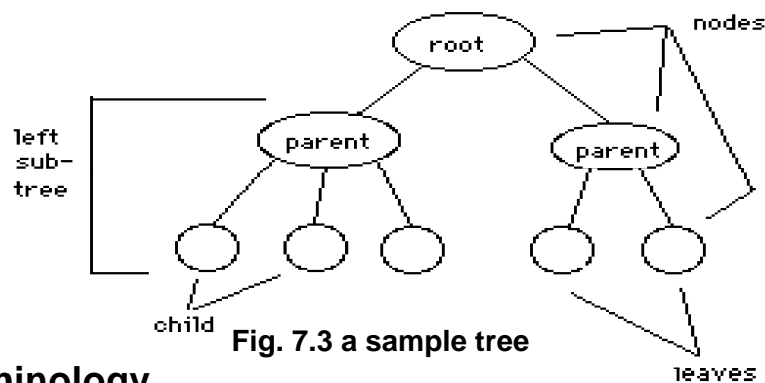 nodes
root
left
sub-
tree
parent
parent
child
Fig. 7.3 a sample tree
leaves